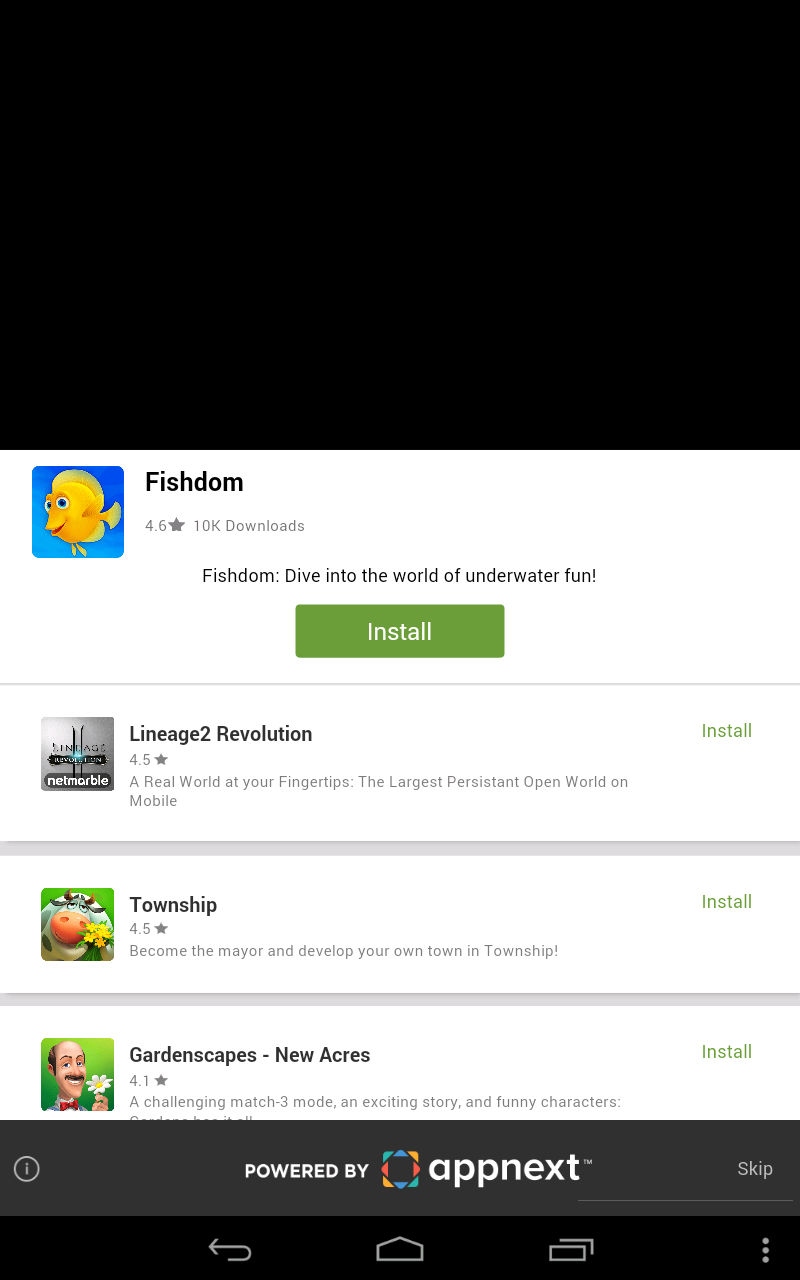 Fishdom
4.6★ 10K Downloads
Fishdom: Dive into the world of underwater fun!
Install
LINEAGE
REVOLUTION
netmarble
Lineage2 Revolution
4.5 ★
A Real World at your Fingertips: The Largest Persistant Open World on
Mobile
Install
Township
4.5 ★
Become the mayor and develop your own town in Township!
Install
Gardenscapes - New Acres
4.1 ★
A challenging match-3 mode, an exciting story, and funny characters:
Install
POWERED BY appnext™
Skip